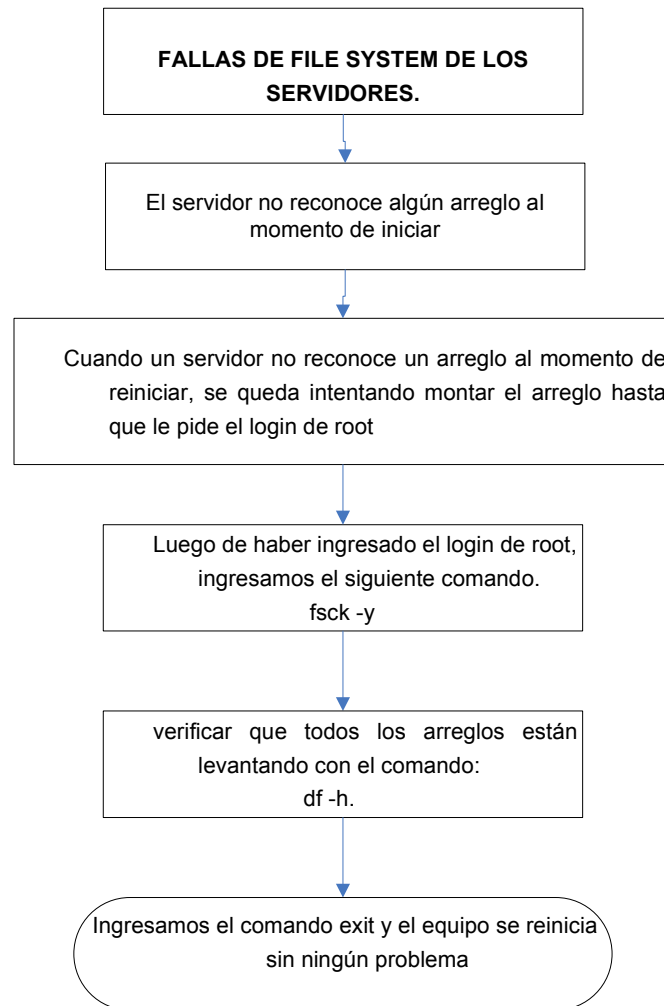 FALLAS DE FILE SYSTEM DE LOS
SERVIDORES.
El servidor no reconoce algún arreglo al
momento de iniciar
Cuando un servidor no reconoce un arreglo al momento de
reiniciar, se queda intentando montar el arreglo hasta
que le pide el login de root
Luego de haber ingresado el login de root,
ingresamos el siguiente comando.
fsck -y
verificar que todos los arreglos están
levantando con el comando:
df -h.
Ingresamos el comando exit y el equipo se reinicia
sin ningún problema